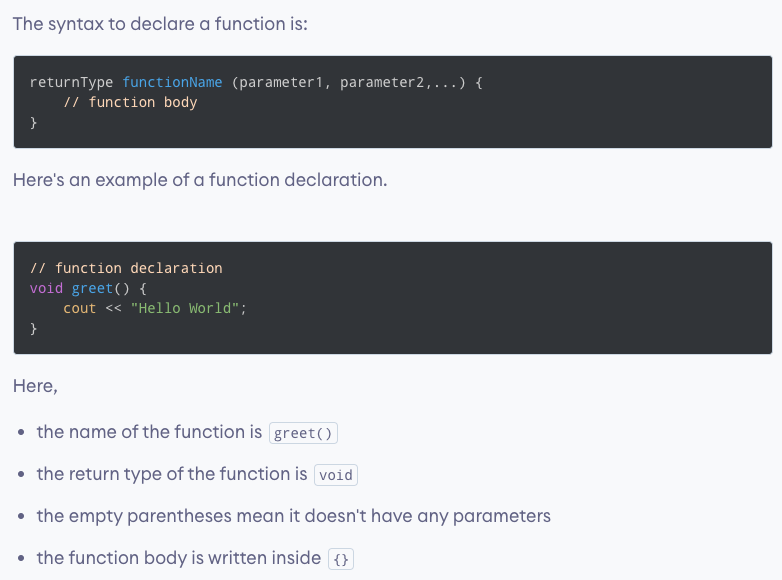 The syntax to declare a function is:
returnType functionName (parameter1, parameter2,...) {
    // function body
}
Here's an example of a function declaration.
// function declaration
void greet() {
    cout << "Hello World";
}
Here,
• the name of the function is greet()
• the return type of the function is void
• the empty parentheses mean it doesn't have any parameters
• the function body is written inside {}